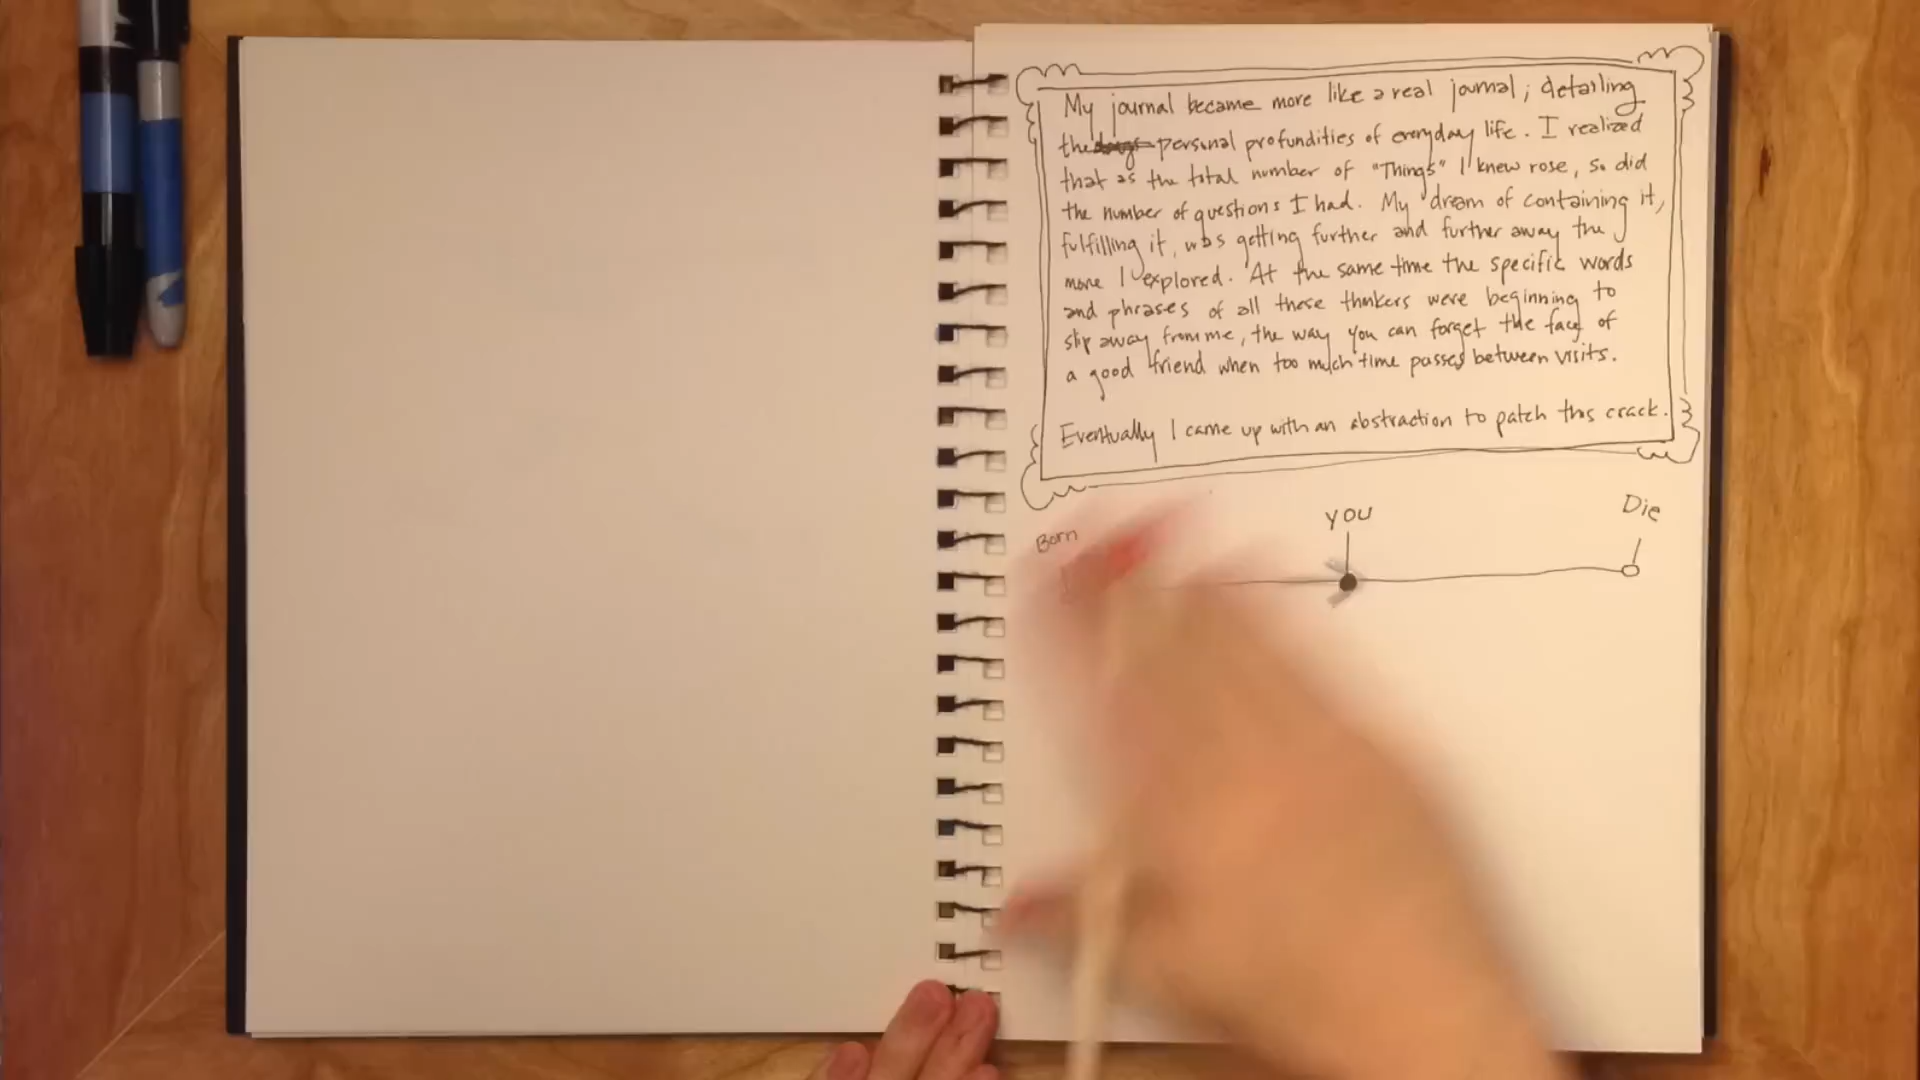 My journal became more like a real journal; detailing
the personal profundities of everyday life. I realized
that as the total number of "Things" I knew rose, so did
the number of questions I had. My dream of containing it,
fulfilling it, was getting further and further away the
more I explored. At the same time the specific words
and phrases of all these thinkers were beginning to
slip away from me, the way you can forget the face of
a good friend when too much time passes between visits.
Eventually I came up with an abstraction to patch this crack.
Born
you
Die